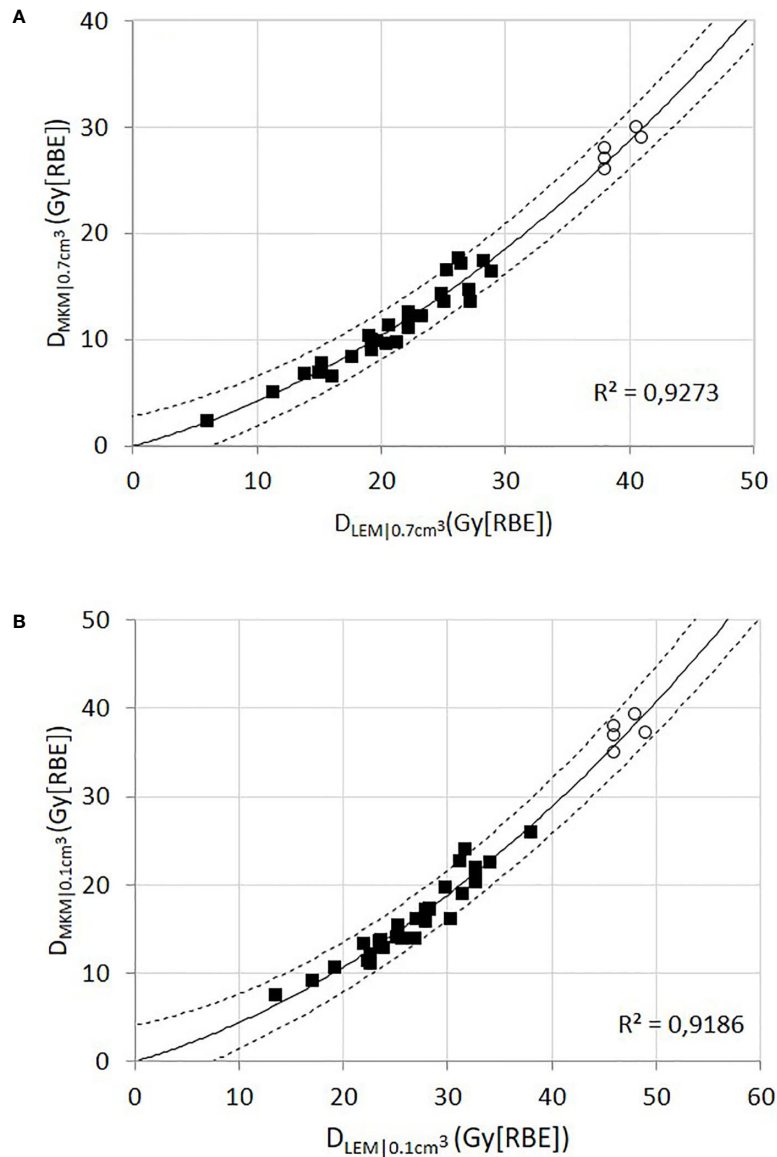 A
40
30
20
10
0
D_MKM|0.7cm³ (Gy[RBE])
R² = 0,9273
0 10 20 30 40 50
D_LEM|0.7cm³(Gy[RBE])
B
50
40
30
20
10
0
D_MKM|0.1cm³ (Gy[RBE])
R² = 0,9186
0 10 20 30 40 50 60
D_LEM|0.1cm³ (Gy[RBE])